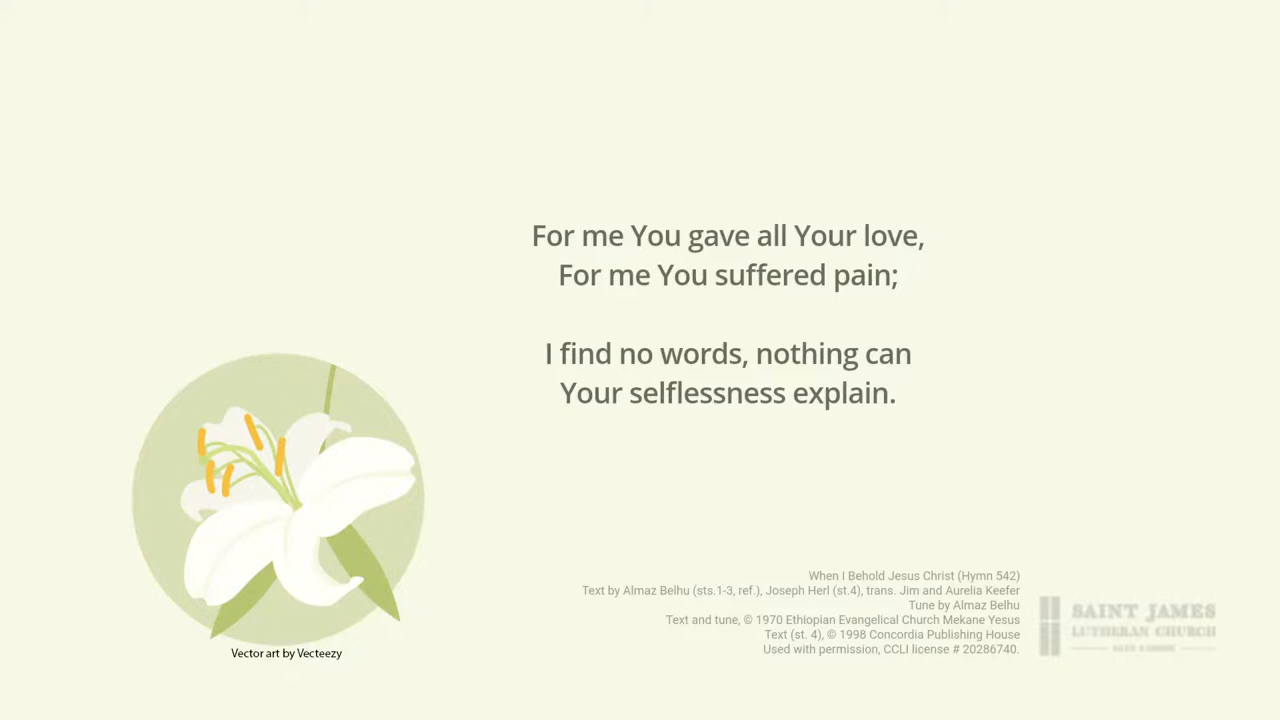 For me You gave all Your love,
For me You suffered pain;
I find no words, nothing can
Your selflessness explain.
When I Behold Jesus Christ (Hymn 542)
Text by Almaz Belhu (sts.1-3, ref.), Joseph Herl (st.4), trans. Jim and Aurelia Keefer
Tune by Almaz Belhu
Text and tune, © 1970 Ethiopian Evangelical Church Mekane Yesus
Text (st. 4), © 1998 Concordia Publishing House
Used with permission, CCLI license # 20286740.
SAINT JAMES
LUTHERAN CHURCH
Vector art by Vecteezy